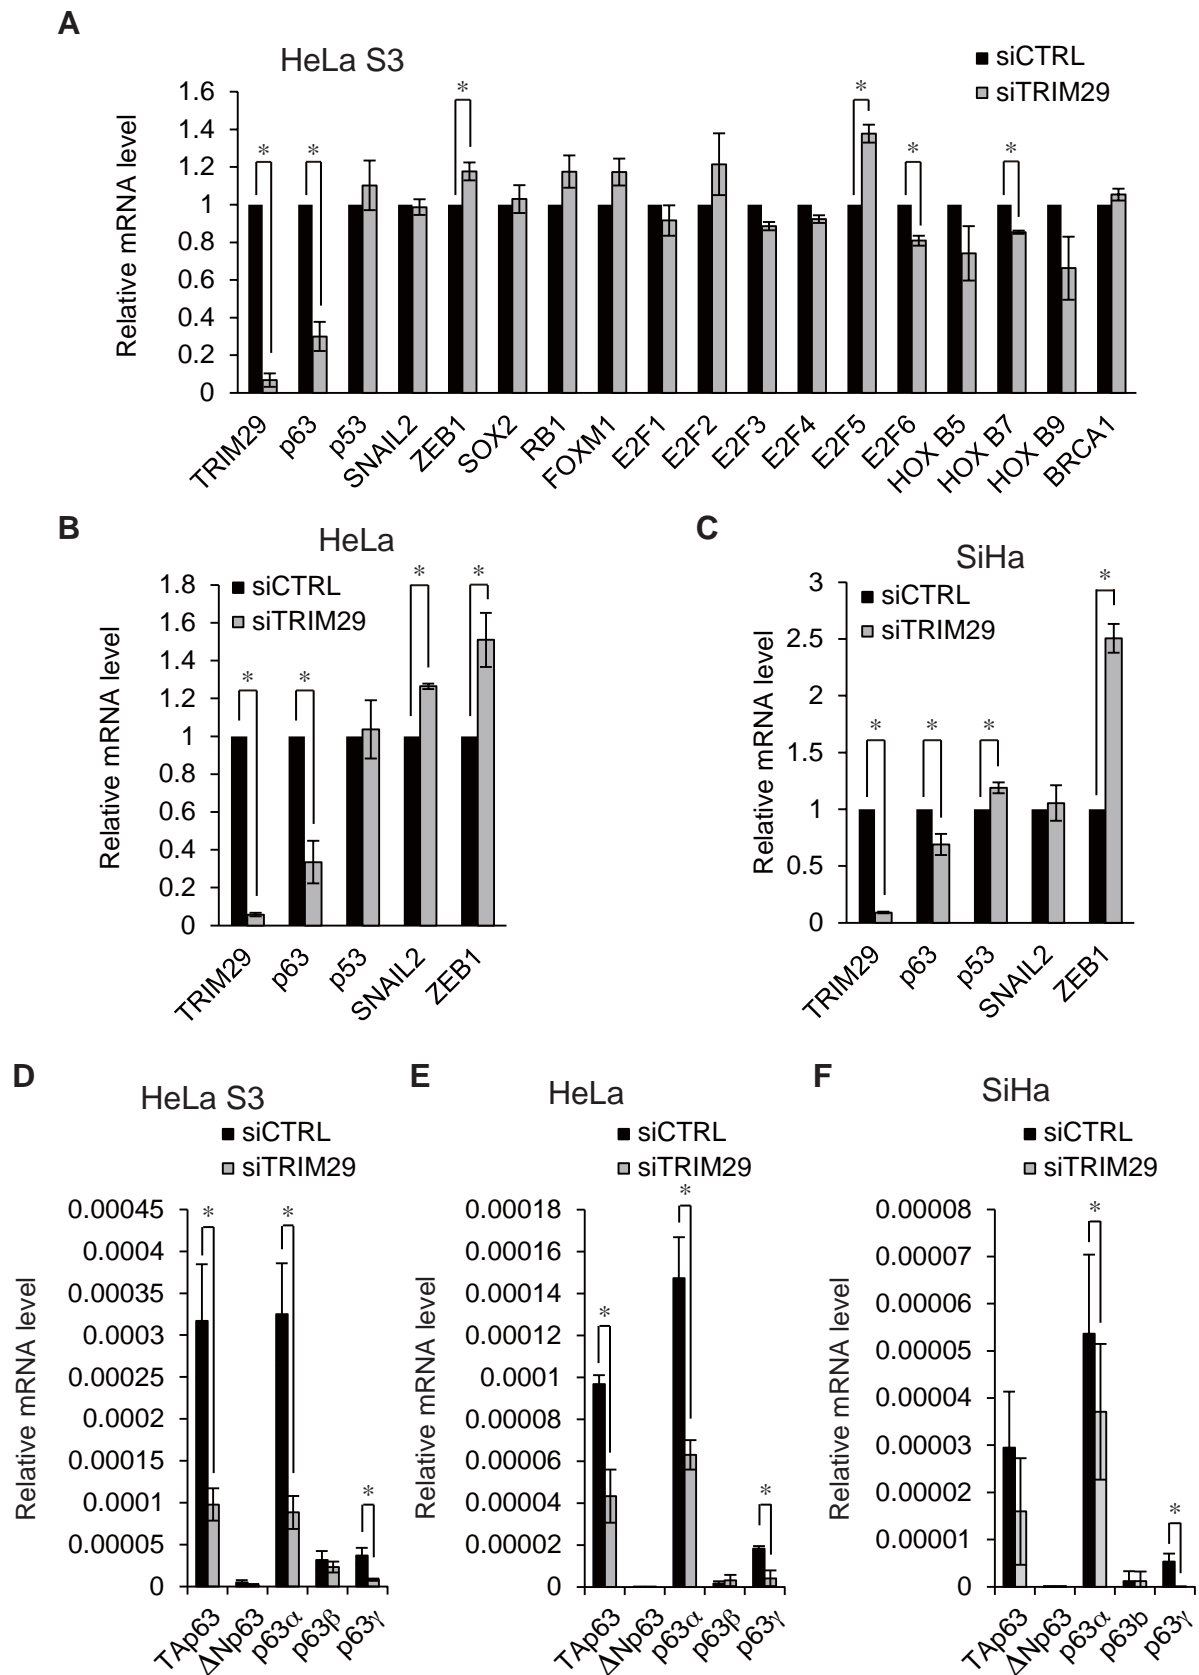 A
HeLa S3
siCTRL
siTRIM29
Relative mRNA level
1.6
1.4
1.2
1
0.8
0.6
0.4
0.2
0
* * * * * *
TRIM29 p63 p53 SNAIL2 ZEB1 SOX2 RB1 FOXM1 E2F1 E2F2 E2F3 E2F4 E2F5 E2F6 HOX B5 HOX B7 HOX B9 BRCA1
B
HeLa
siCTRL
siTRIM29
Relative mRNA level
1.8
1.6
1.4
1.2
1
0.8
0.6
0.4
0.2
0
* * * *
TRIM29 p63 p53 SNAIL2 ZEB1
C
SiHa
siCTRL
siTRIM29
Relative mRNA level
3
2.5
2
1.5
1
0.5
0
* * * *
TRIM29 p63 p53 SNAIL2 ZEB1
D
HeLa S3
siCTRL
siTRIM29
Relative mRNA level
0.00045
0.0004
0.00035
0.0003
0.00025
0.0002
0.00015
0.0001
0.00005
0
* * *
TAp63 ΔNp63 p63α p63β p63γ
E
HeLa
siCTRL
siTRIM29
Relative mRNA level
0.00018
0.00016
0.00014
0.00012
0.0001
0.00008
0.00006
0.00004
0.00002
0
* * *
TAp63 ΔNp63 p63α p63β p63γ
F
SiHa
siCTRL
siTRIM29
Relative mRNA level
0.00008
0.00007
0.00006
0.00005
0.00004
0.00003
0.00002
0.00001
0
* *
TAp63 ΔNp63 p63α p63b p63γ